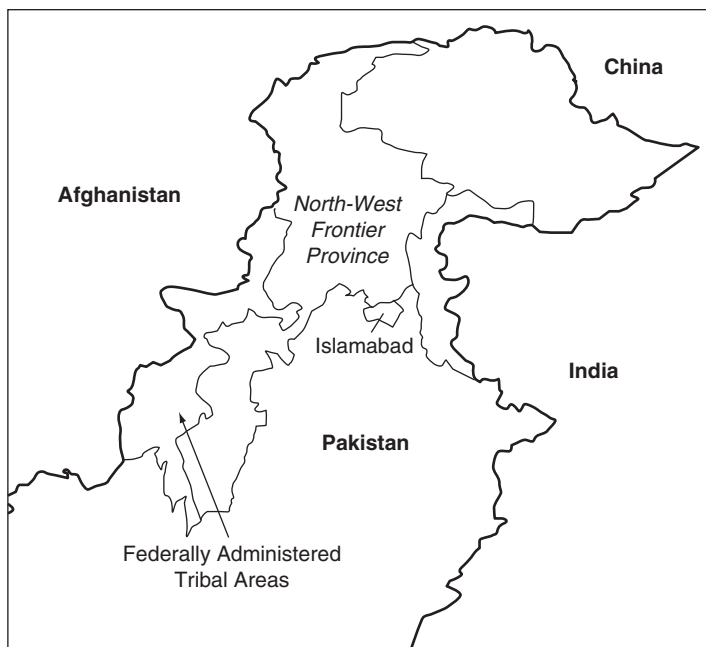 China
Afghanistan
North-West
Frontier
Province
Islamabad
India
Pakistan
Federally Administered
Tribal Areas